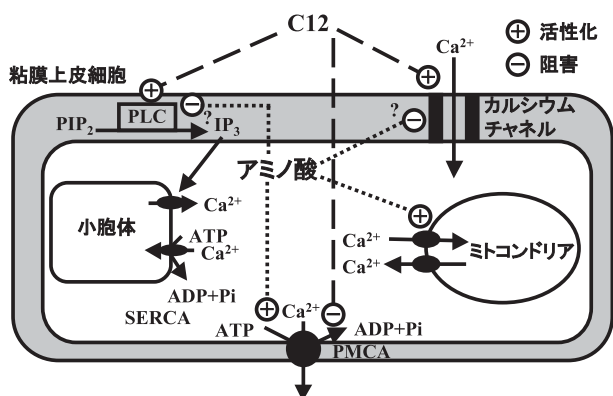 C12
⊕ 活性化
⊖ 阻害
Ca²⁺
粘膜上皮細胞
⊕
⊕
⊖
PLC
?
PIP₂
IP₃
?
⊖
カルシウム
チャネル
アミノ酸
小胞体
Ca²⁺
ATP
Ca²⁺
ADP+Pi
SERCA
⊕
Ca²⁺
Ca²⁺
ミトコンドリア
⊕
Ca²⁺
⊖
ATP
ADP+Pi
PMCA